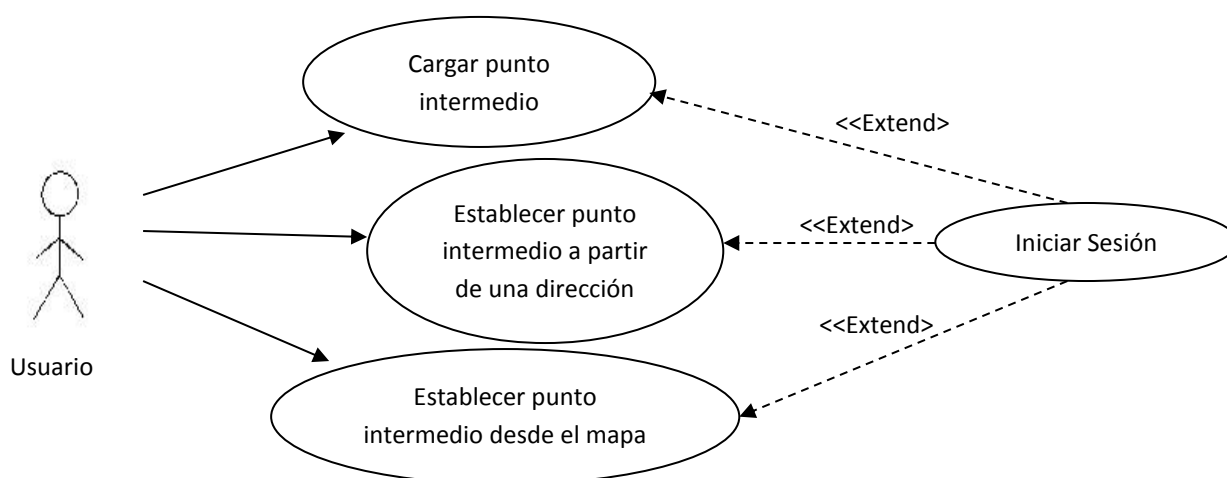 Cargar punto
intermedio
<<Extend>
Establecer punto
intermedio a partir
de una dirección
<<Extend>
Iniciar Sesión
<<Extend>
Usuario
Establecer punto
intermedio desde el mapa